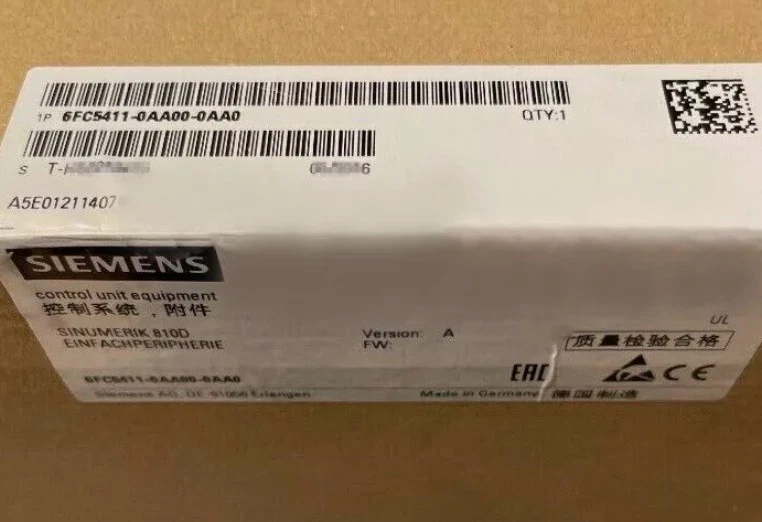 1P 6FC5411-0AA00-0AA0 QTY:1
S T-
6
A5E01211407
SIEMENS
control unit equipment
控制系统，附件
SINUMERIK 810D
EINFACHPERIPHERIE
Version: A
FW:
UL
质量检验合格
6FC5411-0AA00-0AA0
EAC
CE
Siemens AG, DE-91056 Erlangen
Made in Germany 德国制造